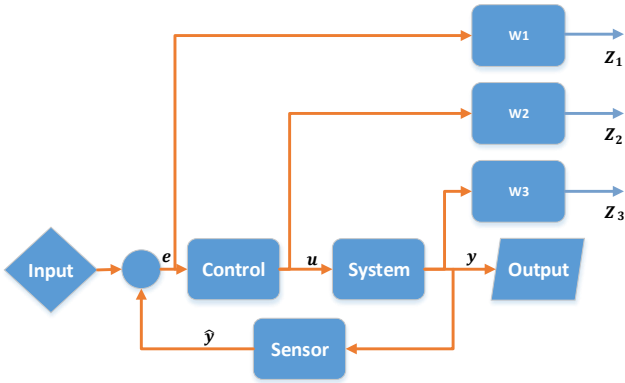 W1
Z₁
W2
Z₂
W3
Z₃
Input
e
Control
u
System
y
Output
ŷ
Sensor